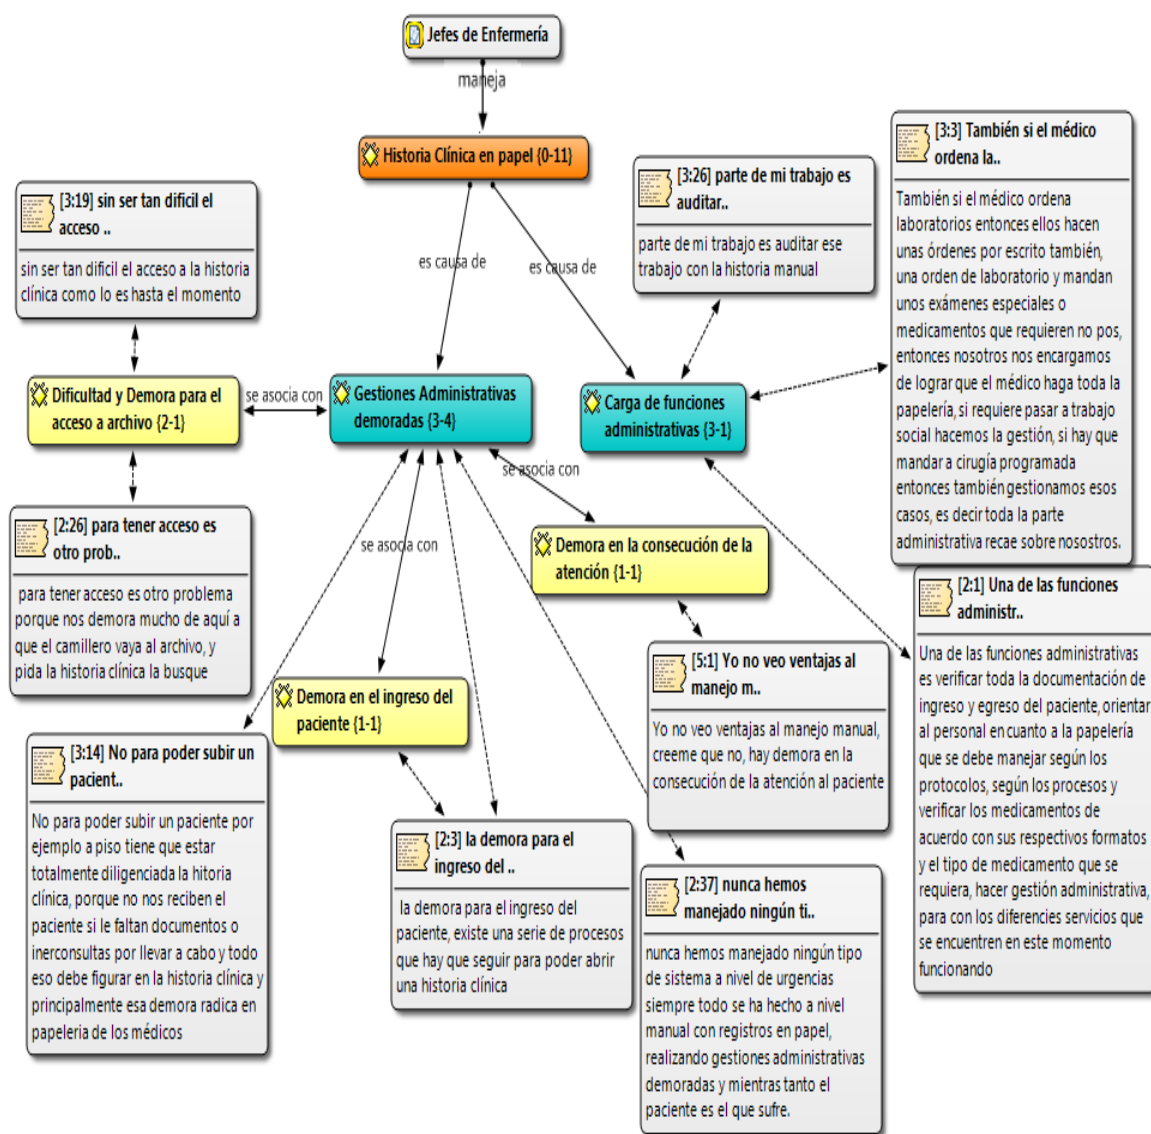 Jefes de Enfermería
maneja
Historia Clínica en papel {0-11}
es causa de
es causa de
[3:19] sin ser tan dificil el
acceso ..
sin ser tan dificil el acceso a la historia
clínica como lo es hasta el momento
[3:26] parte de mi trabajo es
auditar..
parte de mi trabajo es auditar ese
trabajo con la historia manual
[3:3] También si el médico
ordena la..
También si el médico ordena
laboratorios entonces ellos hacen
unas órdenes por escrito también,
una orden de laboratorio y mandan
unos exámenes especiales o
medicamentos que requieren no pos,
entonces nosotros nos encargamos
de lograr que el médico haga toda la
papelería, si requiere pasar a trabajo
social hacemos la gestión, si hay que
mandar a cirugía programada
entonces también gestionamos esos
casos, es decir toda la parte
administrativa recae sobre nosostros.
Dificultad y Demora para el
acceso a archivo {2-1}
se asocia con
Gestiones Administrativas
demoradas {3-4}
Carga de funciones
administrativas {3-1}
se asocia con
[2:26] para tener acceso es
otro prob..
para tener acceso es otro problema
porque nos demora mucho de aquí a
que el camillero vaya al archivo, y
pida la historia clínica la busque
se asocia con
Demora en la consecución de la
atención {1-1}
[2:1] Una de las funciones
administr..
Una de las funciones administrativas
es verificar toda la documentación de
ingreso y egreso del paciente, orientar
al personal encuanto a la papelería
que se debe manejar según los
protocolos, según los procesos y
verificar los medicamentos de
acuerdo con sus respectivos formatos
y el tipo de medicamento que se
requiera, hacer gestión administrativa,
para con los diferencies servicios que
se encuentren en este momento
funcionando
Demora en el ingreso del
paciente {1-1}
[5:1] Yo no veo ventajas al
manejo m..
Yo no veo ventajas al manejo manual,
creeme que no, hay demora en la
consecución de la atención al paciente
[3:14] No para poder subir un
pacient..
No para poder subir un paciente por
ejemplo a piso tiene que estar
totalmente diligenciada la hitoria
clínica, porque no nos reciben el
paciente si le faltan documentos o
inerconsultas por llevar a cabo y todo
eso debe figurar en la historia clínica y
principalmente esa demora radica en
papeleria de los médicos
[2:3] la demora para el
ingreso del ..
la demora para el ingreso del
paciente, existe una serie de procesos
que hay que seguir para poder abrir
una historia clínica
[2:37] nunca hemos
manejado ningún ti..
nunca hemos manejado ningún tipo
de sistema a nivel de urgencias
siempre todo se ha hecho a nivel
manual con registros en papel,
realizando gestiones administrativas
demoradas y mientras tanto el
paciente es el que sufre.